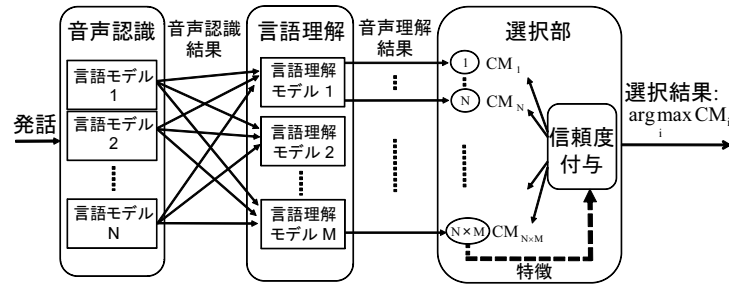 発話
音声認識
言語モデル
1
言語モデル
2
言語モデル
N
音声認識
結果
言語理解
言語理解
モデル 1
言語理解
モデル 2
言語理解
モデル M
音声理解
結果
選択部
1 CM₁
N CM_N
N×M CM_N×M
信頼度
付与
特徴
選択結果:
arg max CM_i
i